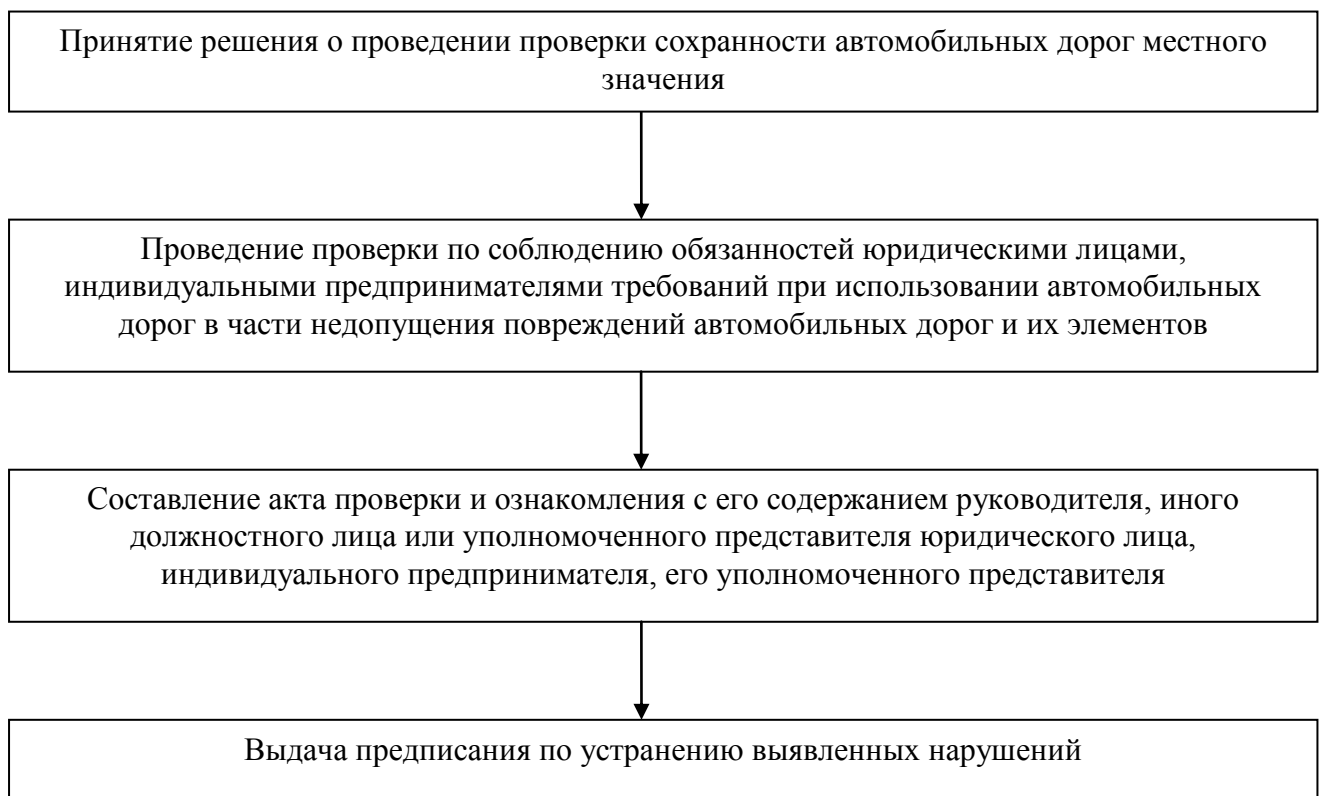 Принятие решения о проведении проверки сохранности автомобильных дорог местного
значения
Проведение проверки по соблюдению обязанностей юридическими лицами,
индивидуальными предпринимателями требований при использовании автомобильных
дорог в части недопущения повреждений автомобильных дорог и их элементов
Составление акта проверки и ознакомления с его содержанием руководителя, иного
должностного лица или уполномоченного представителя юридического лица,
индивидуального предпринимателя, его уполномоченного представителя
Выдача предписания по устранению выявленных нарушений